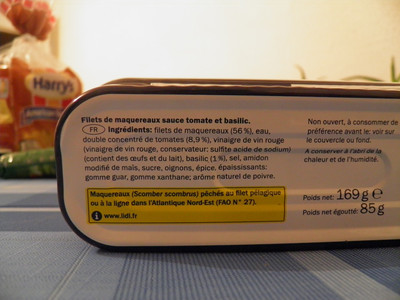 Harry's
Filets de maquereaux sauce tomate et basilic.
FR Ingrédients: filets de maquereaux (56 %), eau,
double concentré de tomates (8,9 %), vinaigre de vin rouge
(vinaigre de vin rouge, conservateur: sulfite acide de sodium)
(contient des œufs et du lait), basilic (1 %), sel, amidon
modifié de maïs, sucre, oignons, épice, épaississants:
gomme guar, gomme xanthane; arôme naturel de poivre.
Maquereaux (Scomber scombrus) pêchés au filet pélagique
ou à la ligne dans l'Atlantique Nord-Est (FAO N° 27).
i www.lidl.fr
Non ouvert, à consommer de
préférence avant le: voir sur
le couvercle ou fond.
A conserver à l'abri de la
chaleur et de l'humidité.
Poids net: 169g e
Poids net égoutté: 85g